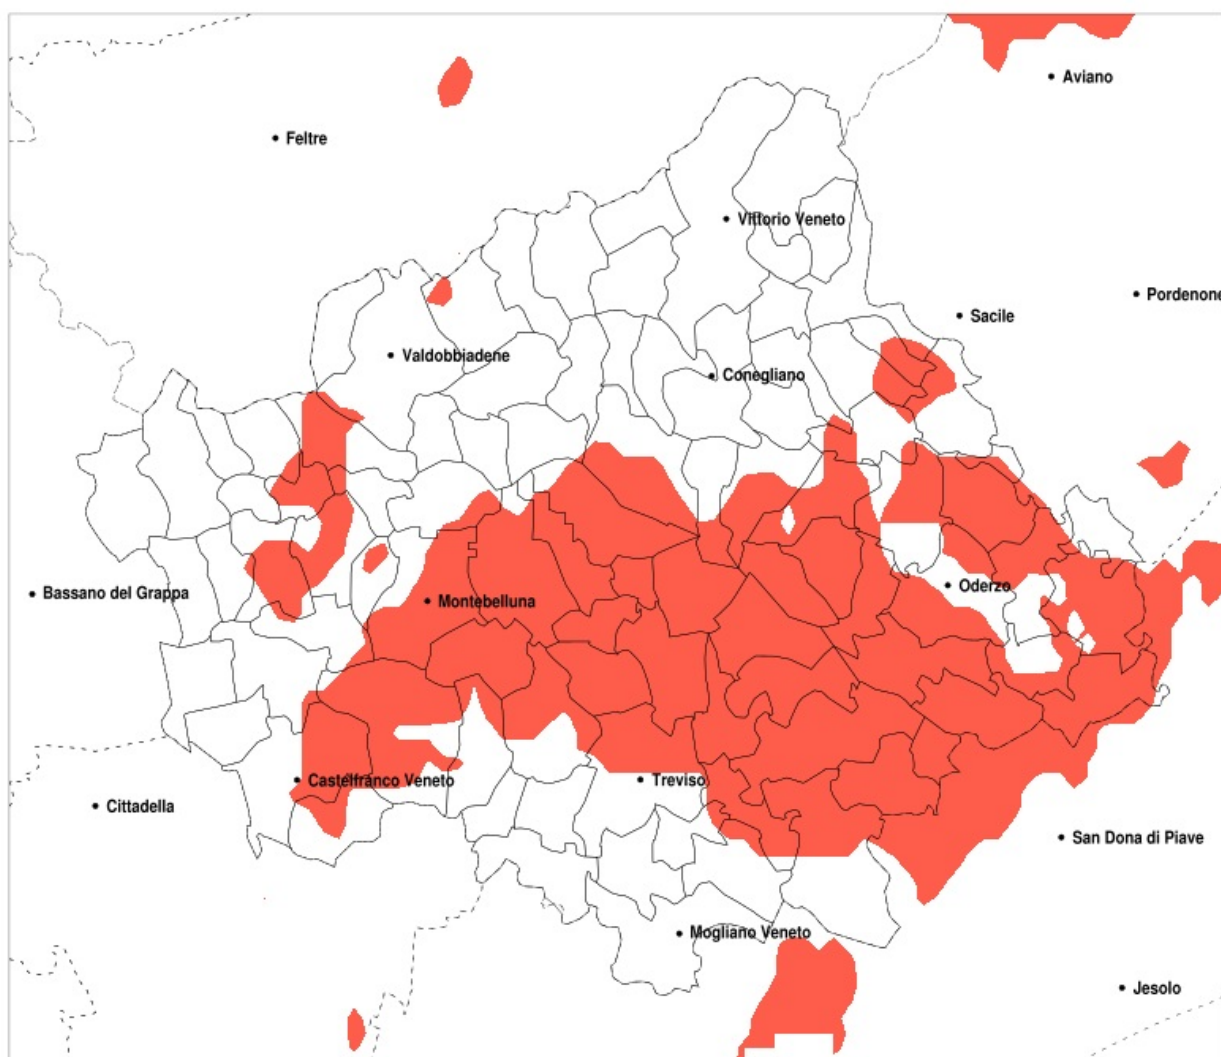 Aviano
Feltre
Vittorio Veneto
Pordenone
Sacile
Valdobbiadene
Conegliano
Oderzo
Bassano del Grappa
Montebelluna
Castelfranco Veneto
Treviso
Cittadella
San Dona di Piave
Mogliano Veneto
Jesolo